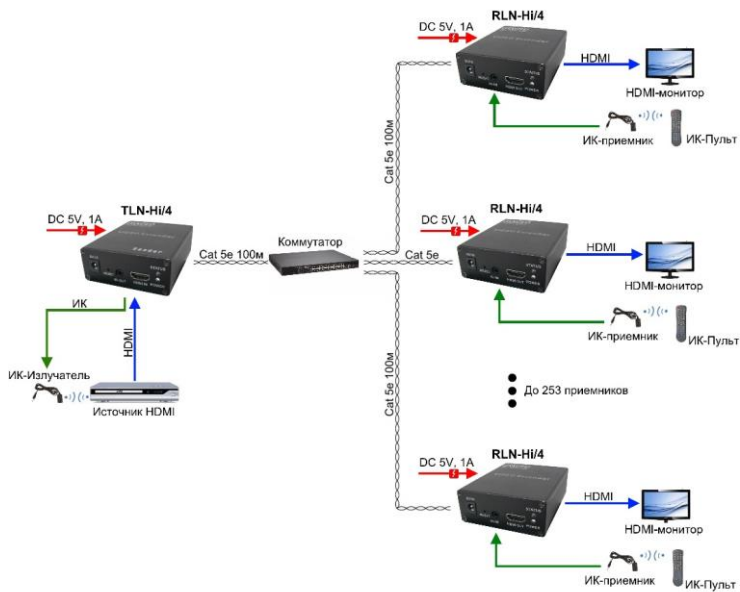 RLN-Hi/4
DC 5V, 1A
HDMI
HDMI-монитор
ИК-приемник
ИК-Пульт
Cat 5e 100м
TLN-Hi/4
DC 5V, 1A
Cat 5e 100м
Коммутатор
Cat 5e
RLN-Hi/4
DC 5V, 1A
HDMI
HDMI-монитор
ИК-приемник
ИК-Пульт
ИК
HDMI
ИК-Излучатель
Источник HDMI
Cat 5e 100м
До 253 приемников
RLN-Hi/4
DC 5V, 1A
HDMI
HDMI-монитор
ИК-приемник
ИК-Пульт